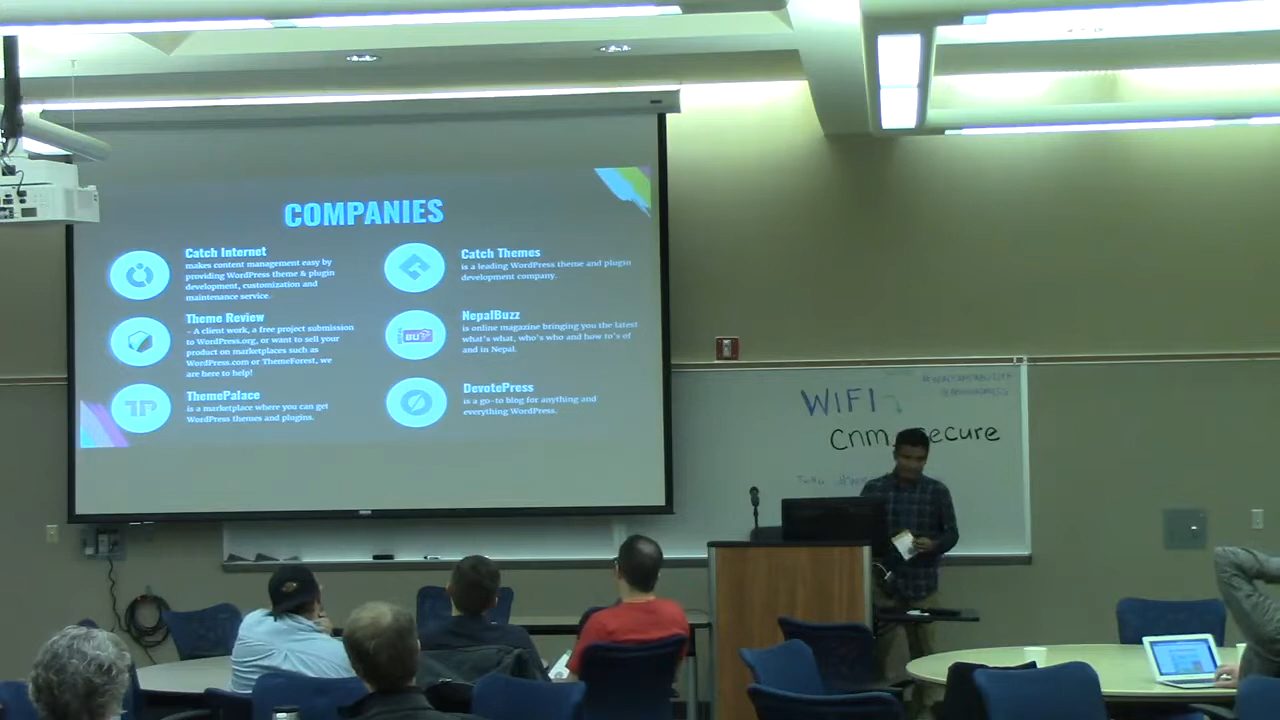 COMPANIES
Catch Internet
makes content management easy by
providing WordPress theme & plugin
development, customization and
maintenance service.
Theme Review
- A client work, a free project submission
to WordPress.org, or want to sell your
product on marketplaces such as
WordPress.com or ThemeForest, we
are here to help!
ThemePalace
is a marketplace where you can get
WordPress themes and plugins.
Catch Themes
is a leading WordPress theme and plugin
development company.
NepalBuzz
is online magazine bringing you the latest
what's what, who's who and how to's of
and in Nepal.
DevotePress
is a go-to blog for anything and
everything WordPress.
WIFI
cnm
ecure